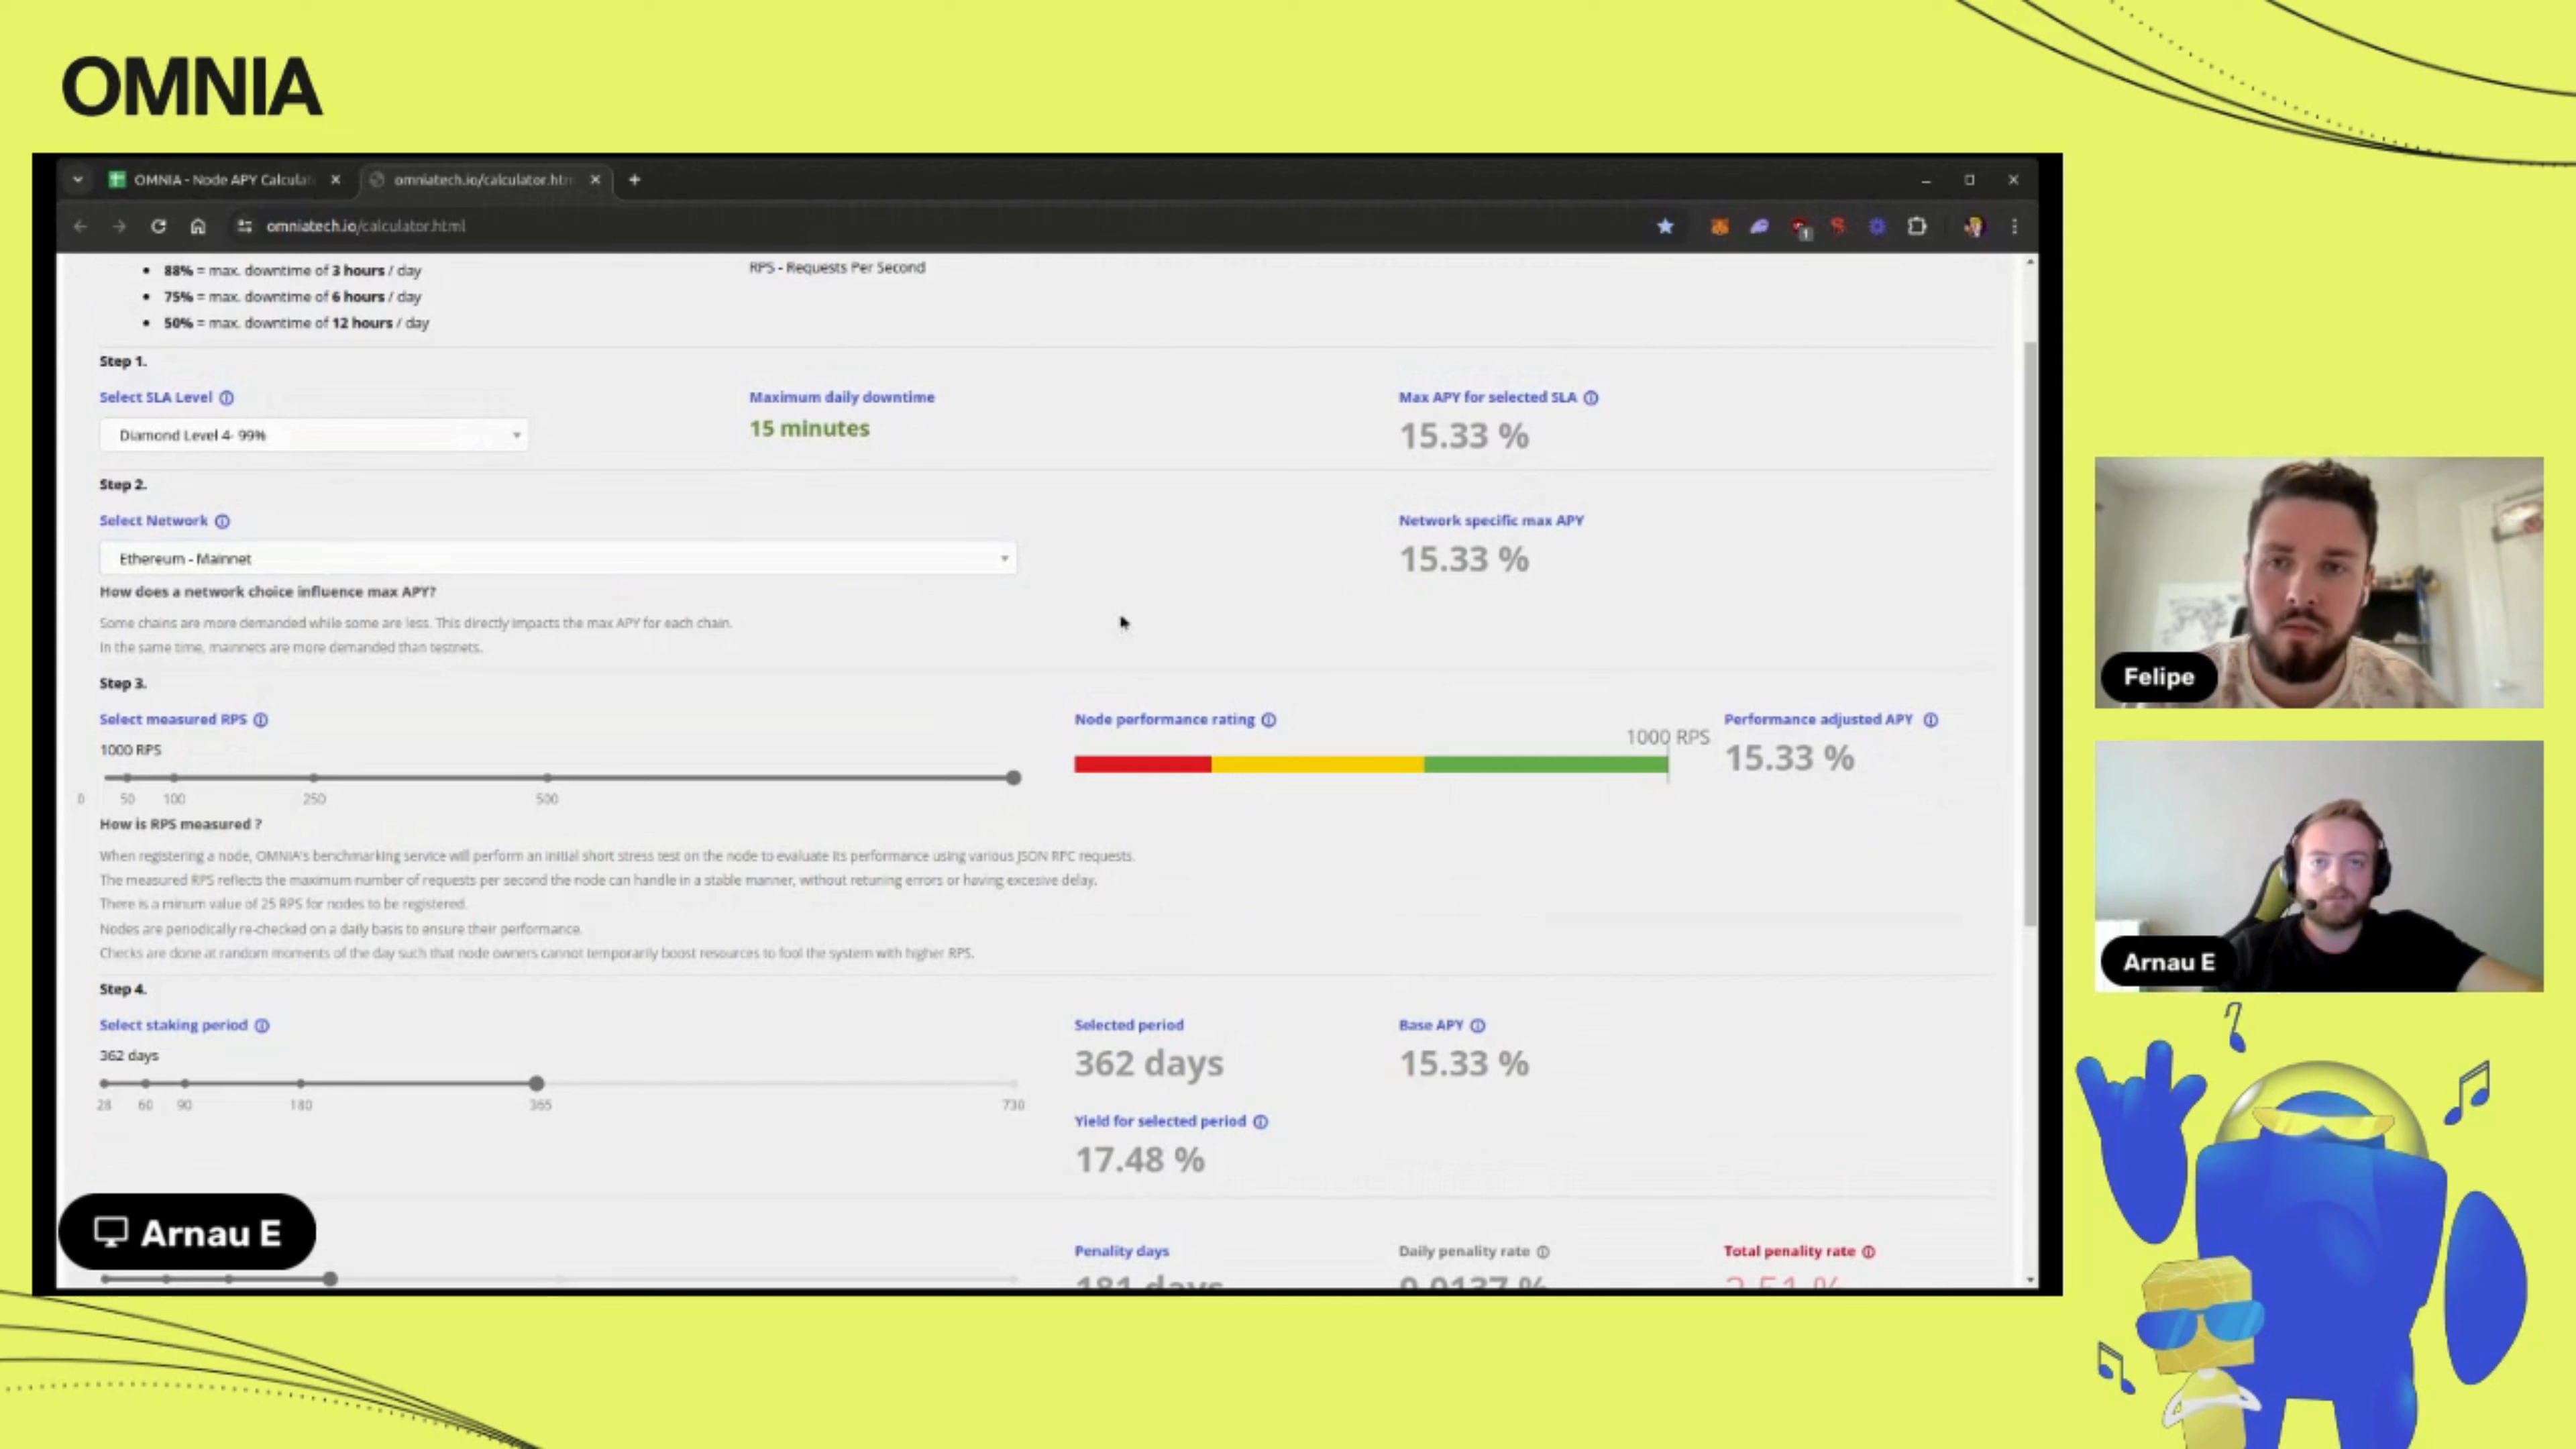 OMNIA
OMNIA - Node APY Calculat
omniatech.io/calculator.htm
omniatech.io/calculator.html
1
88% = max. downtime of 3 hours / day
75% = max. downtime of 6 hours / day
50% = max. downtime of 12 hours / day
RPS - Requests Per Second
Step 1.
Select SLA Level
Maximum daily downtime
Max APY for selected SLA
Diamond Level 4- 99%
15 minutes
15.33 %
Step 2.
Select Network
Network specific max APY
Ethereum - Mainnet
15.33 %
How does a network choice influence max APY?
Some chains are more demanded while some are less. This directly impacts the max APY for each chain.
In the same time, mainnets are more demanded than testnets.
Step 3.
Select measured RPS
Node performance rating
Performance adjusted APY
1000 RPS
1000 RPS
15.33 %
0 50 100 250 500
How is RPS measured ?
When registering a node, OMNIA's benchmarking service will perform an initial short stress test on the node to evaluate its performance using various JSON RPC requests.
The measured RPS reflects the maximum number of requests per second the node can handle in a stable manner, without retuning errors or having excesive delay.
There is a minum value of 25 RPS for nodes to be registered.
Nodes are periodically re-checked on a daily basis to ensure their performance.
Checks are done at random moments of the day such that node owners cannot temporarily boost resources to fool the system with higher RPS.
Step 4.
Select staking period
Selected period
Base APY
362 days
362 days
15.33 %
28 60 90 180 365 730
Yield for selected period
17.48 %
Penality days
Daily penality rate
Total penality rate
181 days
0.0137 %
2.51 %
Arnau E
Felipe
Arnau E